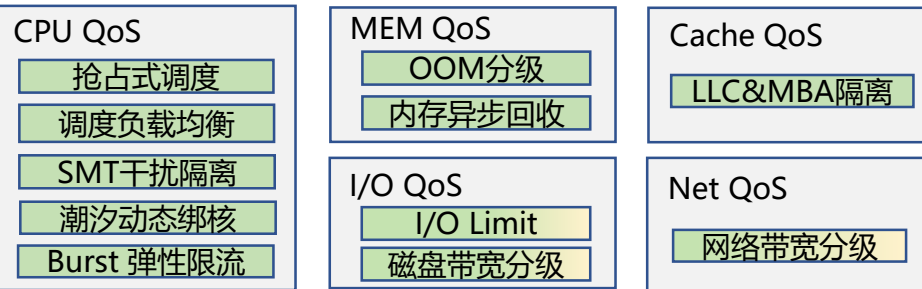 CPU QoS
抢占式调度
调度负载均衡
SMT干扰隔离
潮汐动态绑核
Burst 弹性限流
MEM QoS
OOM分级
内存异步回收
I/O QoS
I/O Limit
磁盘带宽分级
Cache QoS
LLC&MBA隔离
Net QoS
网络带宽分级